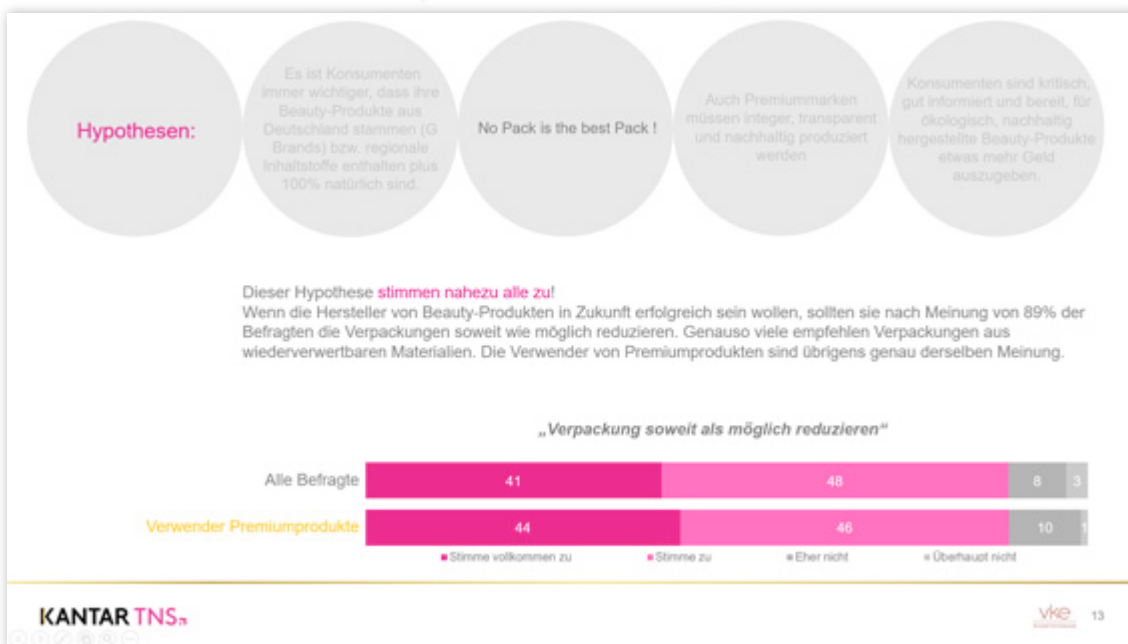 Hypothesen:
Es ist Konsumenten
immer wichtiger, dass ihre
Beauty-Produkte aus
Deutschland stammen (G
Brands) bzw. regionale
Inhaltstoffe enthalten plus
100% natürlich sind.
No Pack is the best Pack !
Auch Premiummarken
müssen integer, transparent
und nachhaltig produziert
werden
Konsumenten sind kritisch,
gut informiert und bereit, für
ökologisch, nachhaltig
hergestellte Beauty-Produkte
etwas mehr Geld
auszugeben.
Dieser Hypothese stimmen nahezu alle zu!
Wenn die Hersteller von Beauty-Produkten in Zukunft erfolgreich sein wollen, sollten sie nach Meinung von 89% der
Befragten die Verpackungen soweit wie möglich reduzieren. Genauso viele empfehlen Verpackungen aus
wiederverwertbaren Materialien. Die Verwender von Premiumprodukten sind übrigens genau derselben Meinung.
„Verpackung soweit als möglich reduzieren“
Alle Befragte 41 48 8 3
Verwender Premiumprodukte 44 46 10 1
Stimme vollkommen zu Stimme zu Eher nicht Überhaupt nicht
KANTAR TNS
vke 13